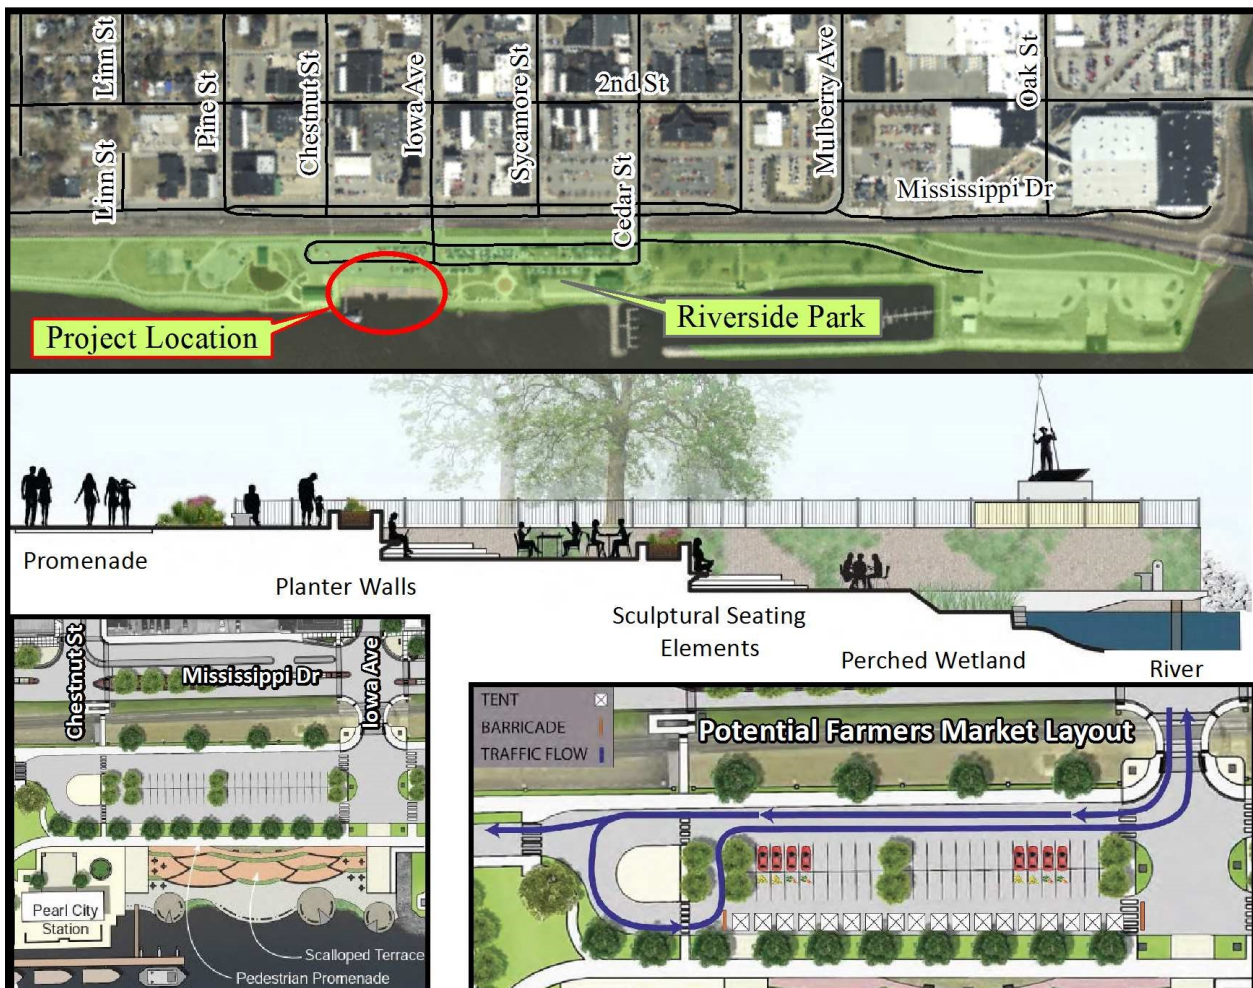 Linn St
Linn St
Pine St
Chestnut St
Iowa Ave
Sycamore St
2nd St
Cedar St
Mulberry Ave
Oak St
Mississippi Dr
Project Location
Riverside Park
Promenade
Planter Walls
Sculptural Seating
Elements
Perched Wetland
River
Chestnut St
Mississippi Dr
Iowa Ave
Pearl City
Station
Scalloped Terrace
Pedestrian Promenade
TENT
BARRICADE
TRAFFIC FLOW
Potential Farmers Market Layout